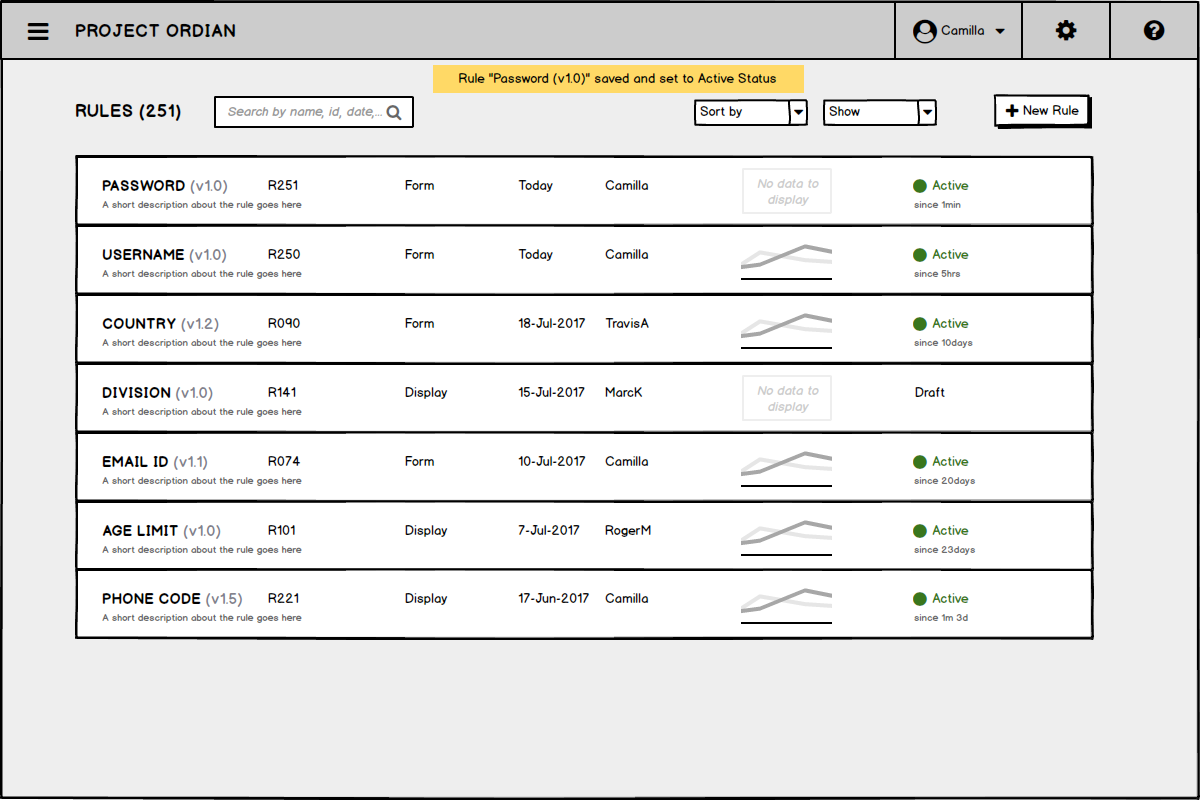 PROJECT ORDIAN
Camilla
Rule "Password (v1.0)" saved and set to Active Status
RULES (251)
Search by name, id, date,...
Sort by
Show
New Rule
PASSWORD (v1.0) R251 Form Today Camilla No data to display Active
A short description about the rule goes here since 1min
USERNAME (v1.0) R250 Form Today Camilla Active
A short description about the rule goes here since 5hrs
COUNTRY (v1.2) R090 Form 18-Jul-2017 TravisA Active
A short description about the rule goes here since 10days
DIVISION (v1.0) R141 Display 15-Jul-2017 MarcK No data to display Draft
A short description about the rule goes here
EMAIL ID (v1.1) R074 Form 10-Jul-2017 Camilla Active
A short description about the rule goes here since 20days
AGE LIMIT (v1.0) R101 Display 7-Jul-2017 RogerM Active
A short description about the rule goes here since 23days
PHONE CODE (v1.5) R221 Display 17-Jun-2017 Camilla Active
A short description about the rule goes here since 1m 3d